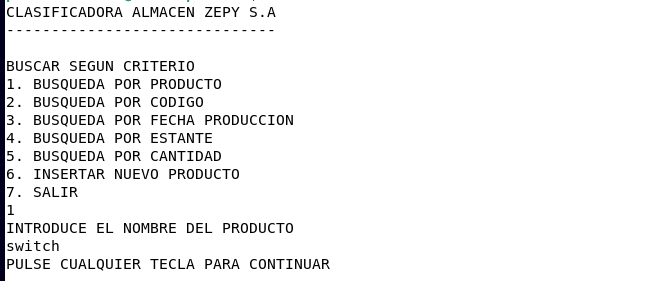 CLASIFICADORA ALMACEN ZEPY S.A
------------------------------
BUSCAR SEGUN CRITERIO
1. BUSQUEDA POR PRODUCTO
2. BUSQUEDA POR CODIGO
3. BUSQUEDA POR FECHA PRODUCCION
4. BUSQUEDA POR ESTANTE
5. BUSQUEDA POR CANTIDAD
6. INSERTAR NUEVO PRODUCTO
7. SALIR
1
INTRODUCE EL NOMBRE DEL PRODUCTO
switch
PULSE CUALQUIER TECLA PARA CONTINUAR